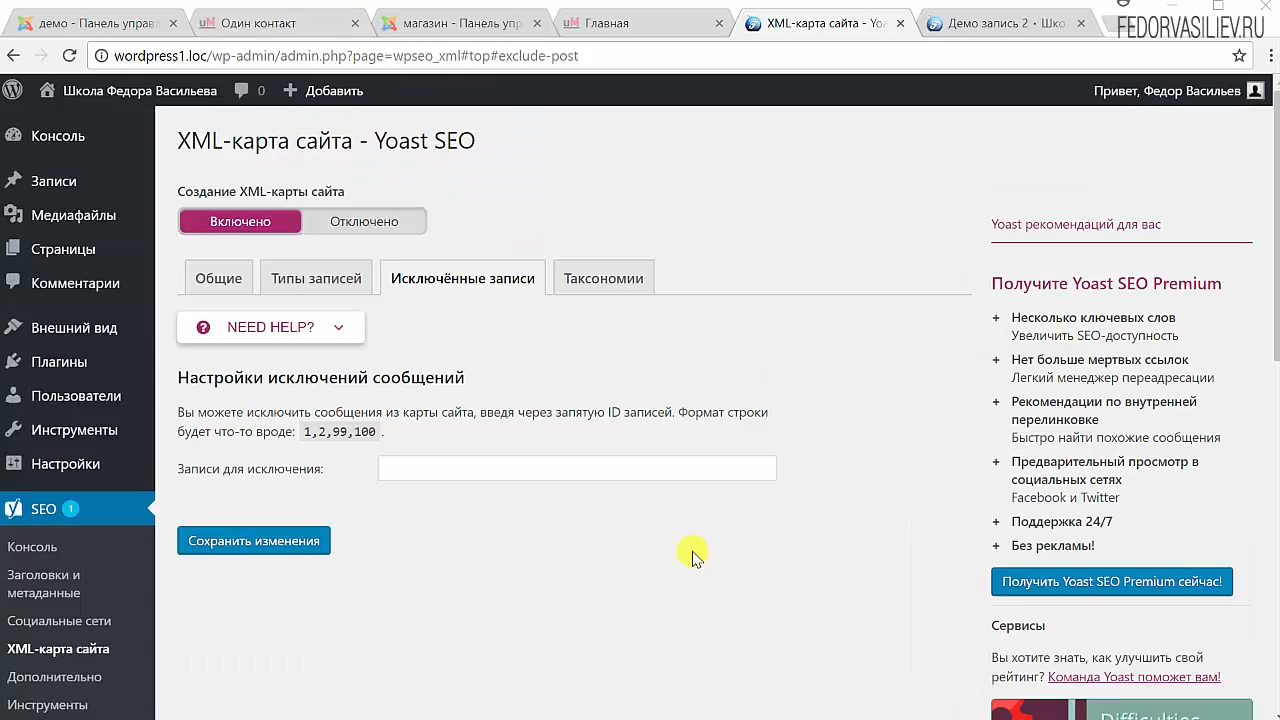 демо - Панель управл
Один контакт
магазин - Панель упр
Главная
XML-карта сайта - Yoa
Демо запись 2 • Шко
FEDORVASILIEV.RU
wordpress1.loc/wp-admin/admin.php?page=wpseo_xml#top#exclude-post
Школа Федора Васильева
0
Добавить
Привет, Федор Васильев
Консоль
Записи
Медиафайлы
Страницы
Комментарии
Внешний вид
Плагины
Пользователи
Инструменты
Настройки
SEO 1
Консоль
Заголовки и
метаданные
Социальные сети
XML-карта сайта
Дополнительно
Инструменты
XML-карта сайта - Yoast SEO
Создание XML-карты сайта
Включено
Отключено
Общие
Типы записей
Исключённые записи
Таксономии
NEED HELP?
Настройки исключений сообщений
Вы можете исключить сообщения из карты сайта, введя через запятую ID записей. Формат строки
будет что-то вроде: 1,2,99,100 .
Записи для исключения:
Сохранить изменения
Yoast рекомендаций для вас
Получите Yoast SEO Premium
+ Несколько ключевых слов
Увеличить SEO-доступность
+ Нет больше мертвых ссылок
Легкий менеджер переадресации
+ Рекомендации по внутренней
перелинковке
Быстро найти похожие сообщения
+ Предварительный просмотр в
социальных сетях
Facebook и Twitter
+ Поддержка 24/7
+ Без рекламы!
Получить Yoast SEO Premium сейчас!
Сервисы
Вы хотите знать, как улучшить свой
рейтинг? Команда Yoast поможет вам!
Difficulties